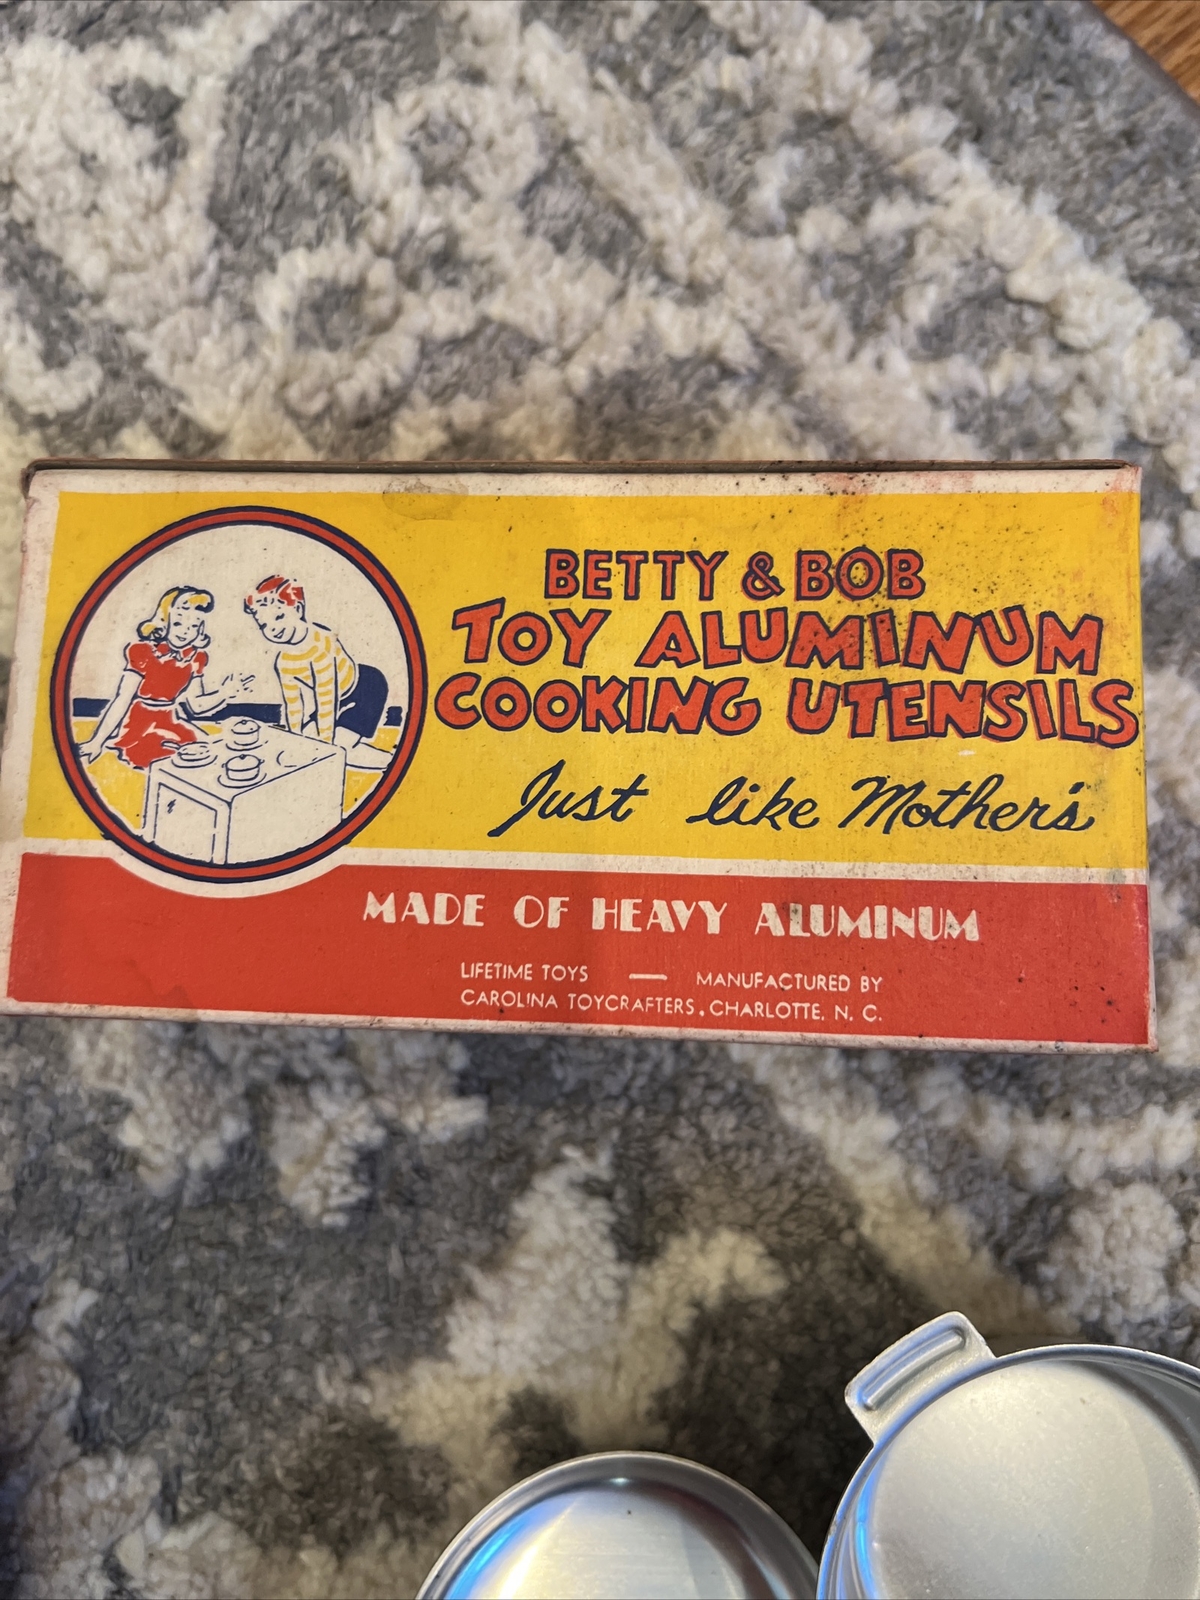 BETTY & BOB
TOY ALUMINUM
COOKING UTENSILS
Just like Mother's
MADE OF HEAVY ALUMINUM
LIFETIME TOYS — MANUFACTURED BY
CAROLINA TOYCRAFTERS. CHARLOTTE, N. C.